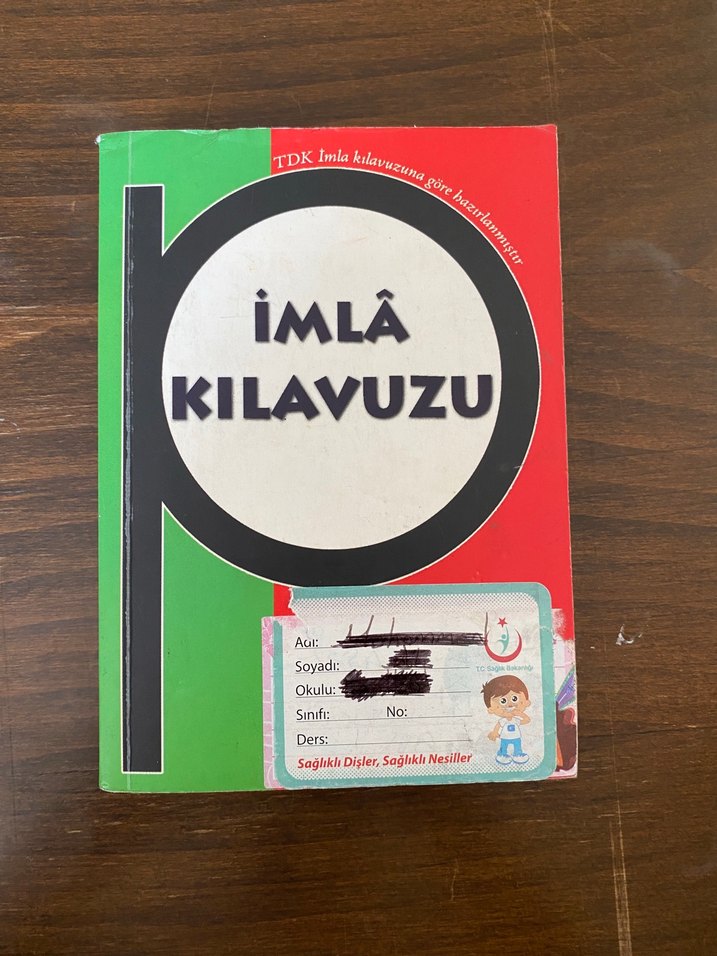 TDK İmla kılavuzuna göre hazırlanmıştır
İMLÂ
KILAVUZU
Adı:
Soyadı:
Okulu:
Sınıfı: No:
Ders:
T.C. Sağlık Bakanlığı
Sağlıklı Dişler, Sağlıklı Nesiller